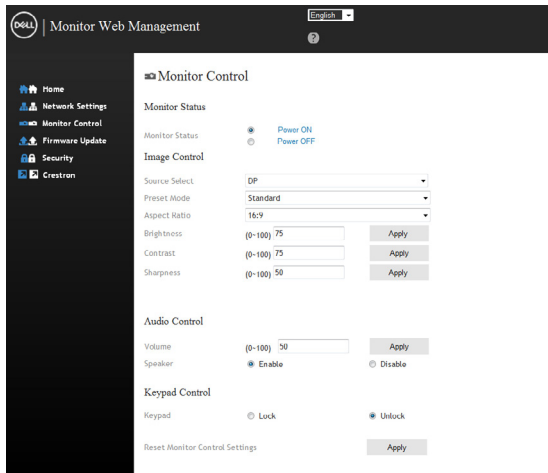 DELL
Monitor Web Management
English
?
Home
Network Settings
Monitor Control
Firmware Update
Security
Crestron
Monitor Control
Monitor Status
Monitor Status Power ON
Power OFF
Image Control
Source Select DP
Preset Mode Standard
Aspect Ratio 16:9
Brightness (0~100) 75 Apply
Contrast (0~100) 75 Apply
Sharpness (0~100) 50 Apply
Audio Control
Volume (0~100) 50 Apply
Speaker Enable Disable
Keypad Control
Keypad Lock Unlock
Reset Monitor Control Settings Apply